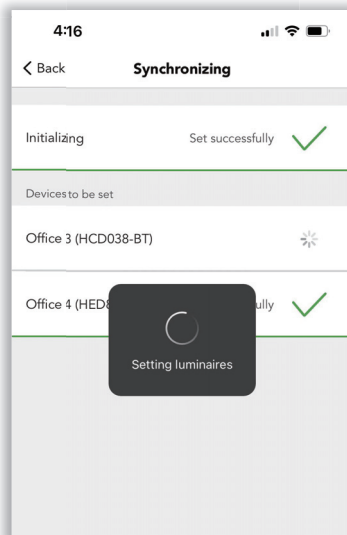 4:16
Back Synchronizing
Initializing Set successfully
Devices to be set
Office 3 (HCD038-BT)
Office 4 (HED8 ully
Setting luminaires